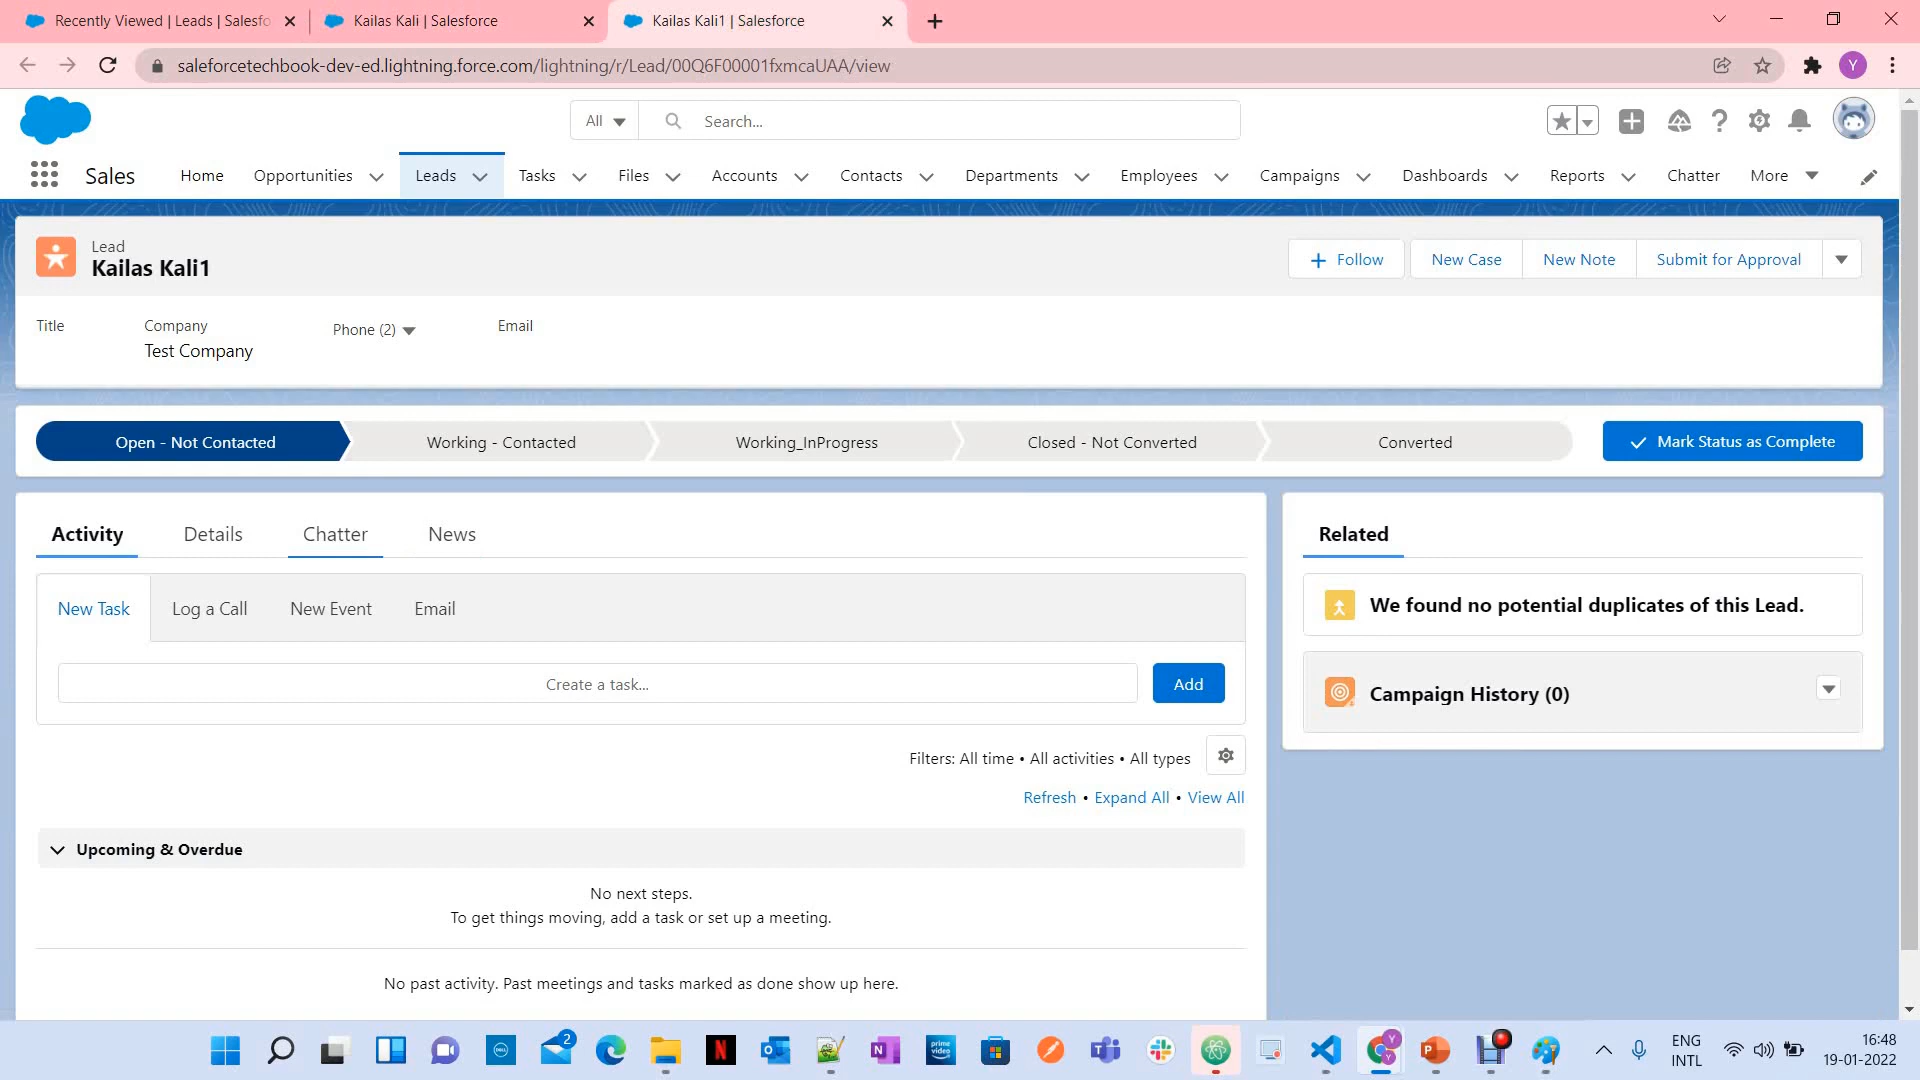 Recently Viewed | Leads | Salesfo
Kailas Kali | Salesforce
Kailas Kali1 | Salesforce
saleforcetechbook-dev-ed.lightning.force.com/lightning/r/Lead/00Q6F00001fxmcaUAA/view
Y
All
Search...
Sales
Home
Opportunities
Leads
Tasks
Files
Accounts
Contacts
Departments
Employees
Campaigns
Dashboards
Reports
Chatter
More
Lead
Kailas Kali1
Follow
New Case
New Note
Submit for Approval
Title
Company
Phone (2)
Email
Test Company
Open - Not Contacted
Working - Contacted
Working_InProgress
Closed - Not Converted
Converted
Mark Status as Complete
Activity
Details
Chatter
News
Related
New Task
Log a Call
New Event
Email
We found no potential duplicates of this Lead.
Create a task...
Add
Campaign History (0)
Filters: All time • All activities • All types
Refresh • Expand All • View All
Upcoming & Overdue
No next steps.
To get things moving, add a task or set up a meeting.
No past activity. Past meetings and tasks marked as done show up here.
2
prime video
ENG
INTL
16:48
19-01-2022